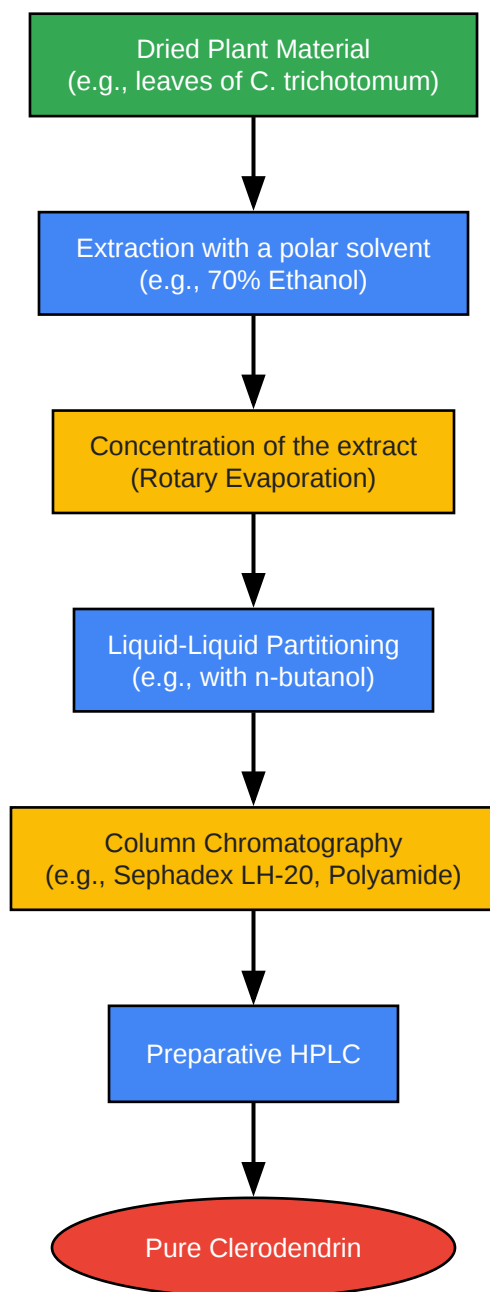 Dried Plant Material
(e.g., leaves of C. trichotomum)
Extraction with a polar solvent
(e.g., 70% Ethanol)
Concentration of the extract
(Rotary Evaporation)
Liquid-Liquid Partitioning
(e.g., with n-butanol)
Column Chromatography
(e.g., Sephadex LH-20, Polyamide)
Preparative HPLC
Pure Clerodendrin